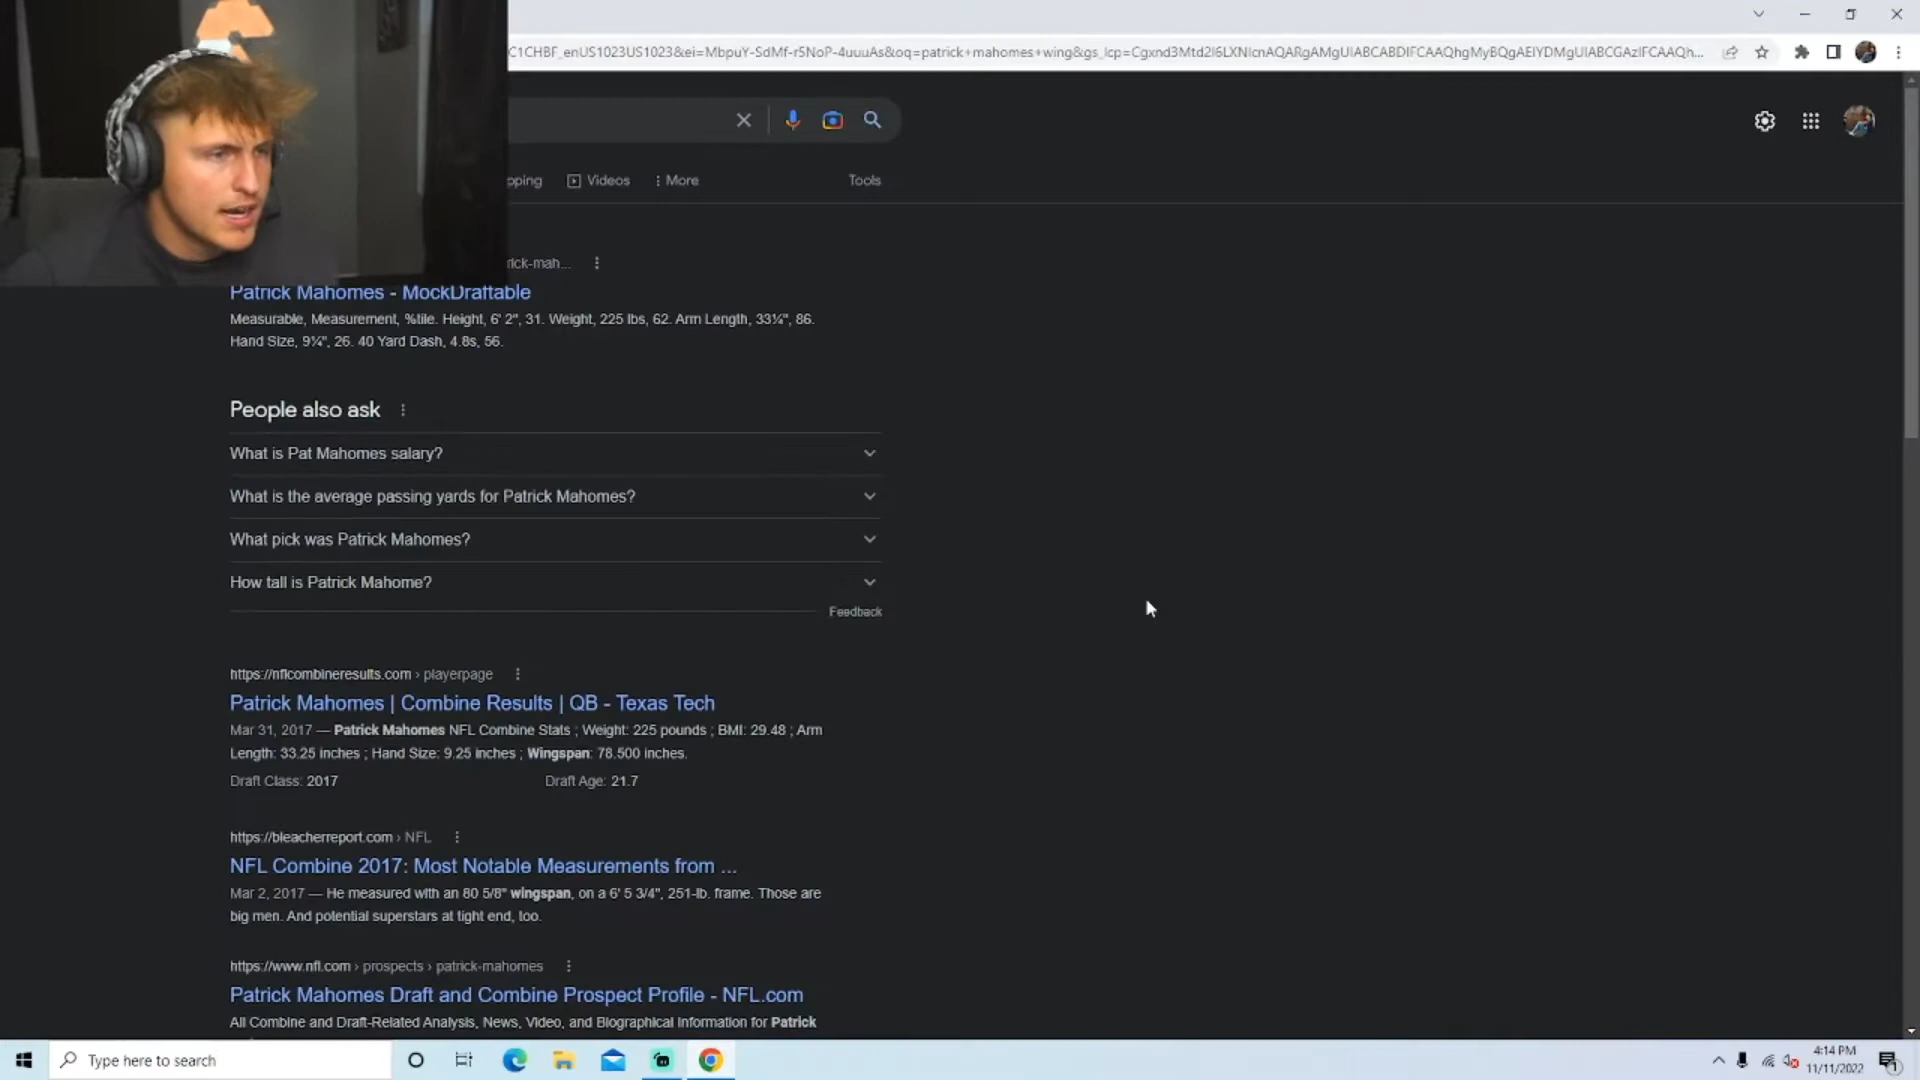 C1CHBF_enUS1023US1023&ei=MbpuY-SdMf-r5NoP-4uuuAs&oq=patrick+mahomes+wing&gs_lcp=Cgxnd3Mtd2l6LXNlcnAQARgAMgUIABCABDIFCAAQhgMyBQgAEIYDMgUIABCGAzIFCAAQh...
pping
Videos
More
Tools
rick-mah...
Patrick Mahomes - MockDraftable
Measurable, Measurement, %tile. Height, 6' 2", 31. Weight, 225 lbs, 62. Arm Length, 33¼", 86.
Hand Size, 9¼", 26. 40 Yard Dash, 4.8s, 56.
People also ask
What is Pat Mahomes salary?
What is the average passing yards for Patrick Mahomes?
What pick was Patrick Mahomes?
How tall is Patrick Mahome?
Feedback
https://nflcombineresults.com › playerpage
Patrick Mahomes | Combine Results | QB - Texas Tech
Mar 31, 2017 — Patrick Mahomes NFL Combine Stats ; Weight: 225 pounds ; BMI: 29.48 ; Arm
Length: 33.25 inches ; Hand Size: 9.25 inches ; Wingspan: 78.500 inches.
Draft Class: 2017 Draft Age: 21.7
https://bleacherreport.com › NFL
NFL Combine 2017: Most Notable Measurements from ...
Mar 2, 2017 — He measured with an 80 5/8" wingspan, on a 6' 5 3/4", 251-lb. frame. Those are
big men. And potential superstars at tight end, too.
https://www.nfl.com › prospects › patrick-mahomes
Patrick Mahomes Draft and Combine Prospect Profile - NFL.com
All Combine and Draft-Related Analysis, News, Video, and Biographical Information for Patrick
Type here to search
4:14 PM
11/11/2022
1